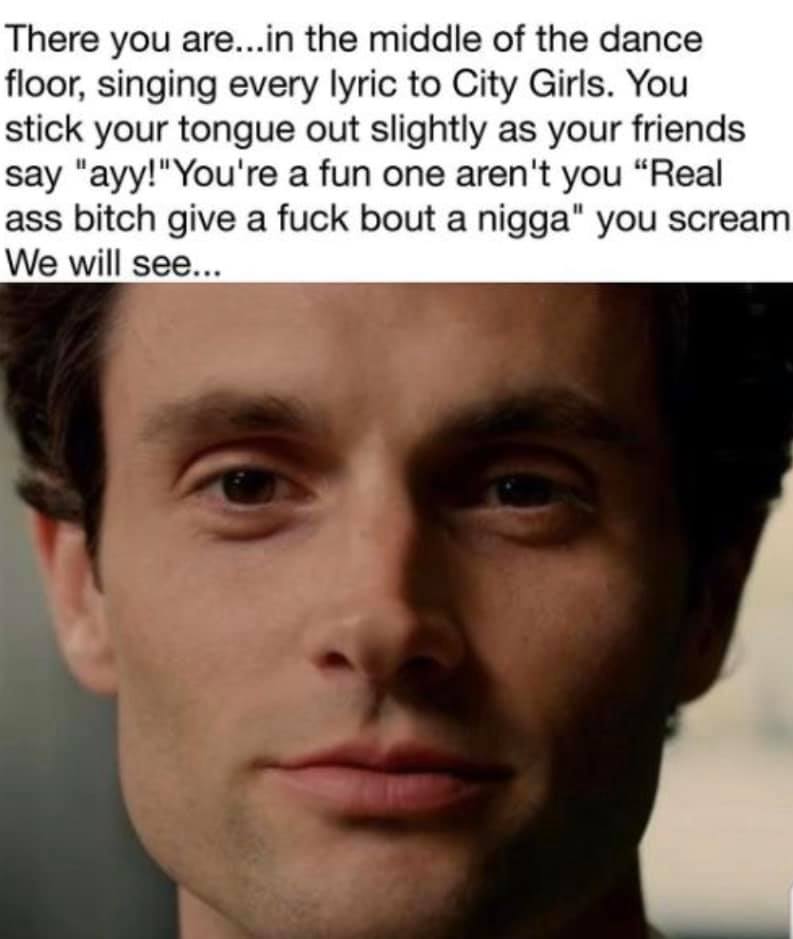 There you are...in the middle of the dance
floor, singing every lyric to City Girls. You
stick your tongue out slightly as your friends
say "ayy!"You're a fun one aren't you “Real
ass bitch give a fuck bout a nigga" you scream
We will see...